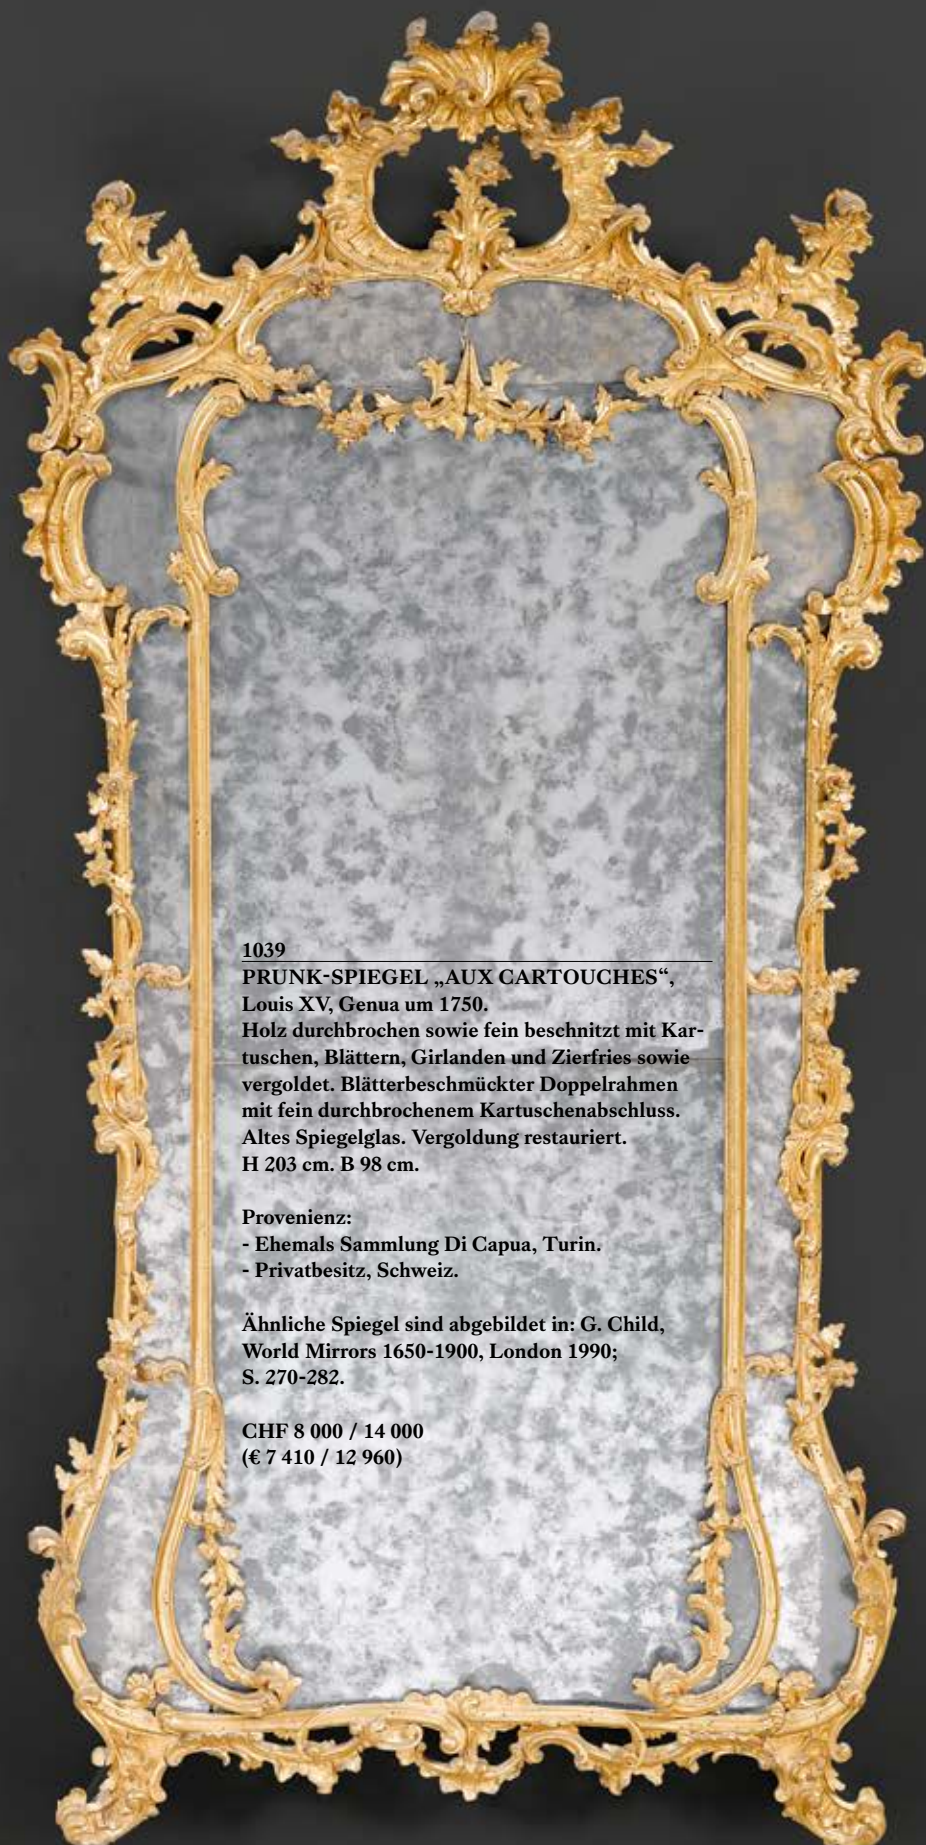 1039
PRUNK-SPIEGEL „AUX CARTOUCHES“,
Louis XV, Genua um 1750.
Holz durchbrochen sowie fein beschnitzt mit Kar-
tuschen, Blättern, Girlanden und Zierfries sowie
vergoldet. Blätterbeschmückter Doppelrahmen
mit fein durchbrochenem Kartuschenabschluss.
Altes Spiegelglas. Vergoldung restauriert.
H 203 cm. B 98 cm.
Provenienz:
- Ehemals Sammlung Di Capua, Turin.
- Privatbesitz, Schweiz.
Ähnliche Spiegel sind abgebildet in: G. Child,
World Mirrors 1650-1900, London 1990;
S. 270-282.
CHF 8 000 / 14 000
(€ 7 410 / 12 960)